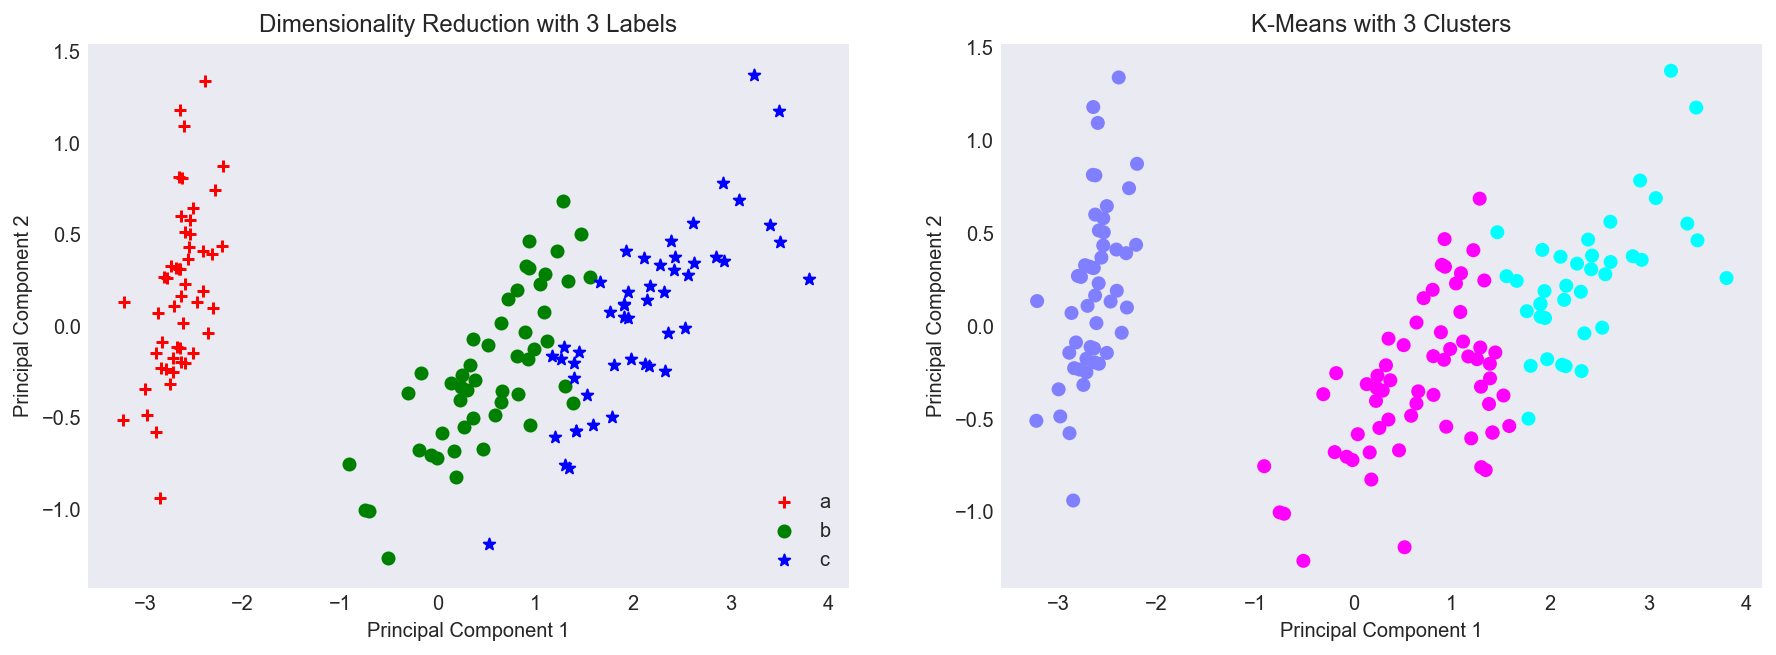 Dimensionality Reduction with 3 Labels
1.5
1.0
0.5
0.0
−0.5
−1.0
Principal Component 2
a
b
c
−3 −2 −1 0 1 2 3 4
Principal Component 1
K-Means with 3 Clusters
1.5
1.0
0.5
0.0
−0.5
−1.0
Principal Component 2
−3 −2 −1 0 1 2 3 4
Principal Component 1